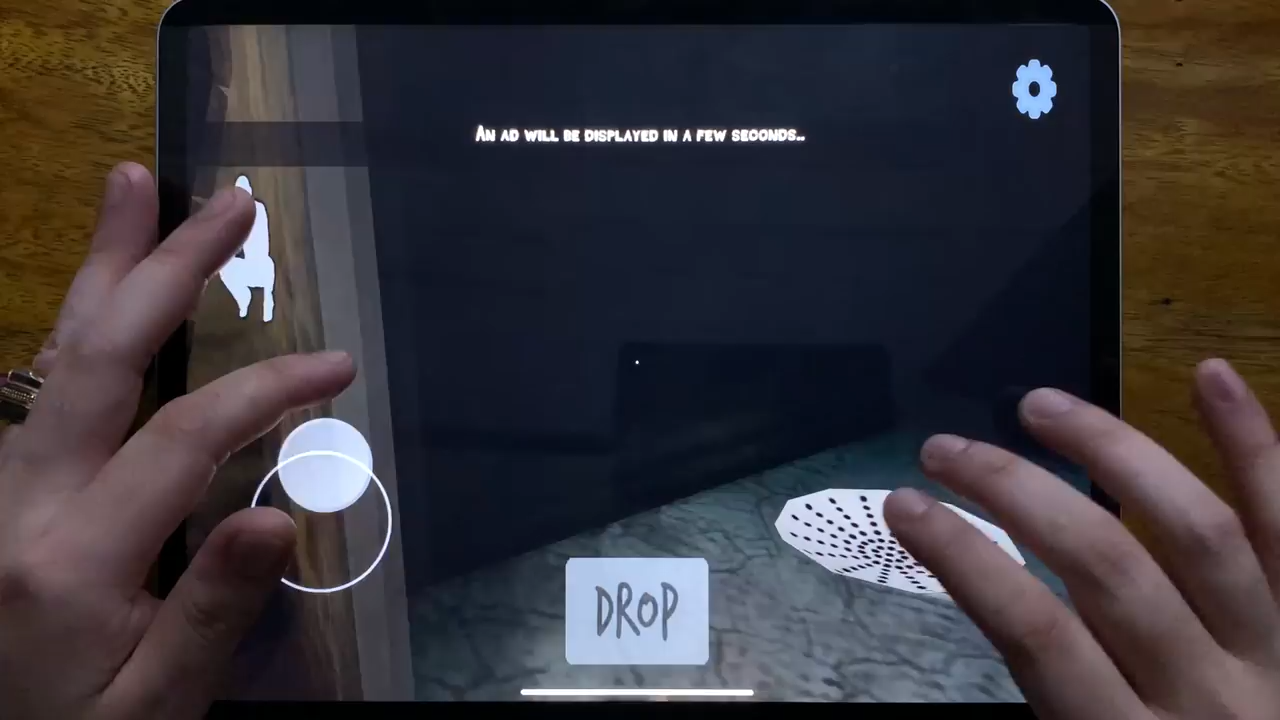 AN AD WILL BE DISPLAYED IN A FEW SECONDS..
DROP